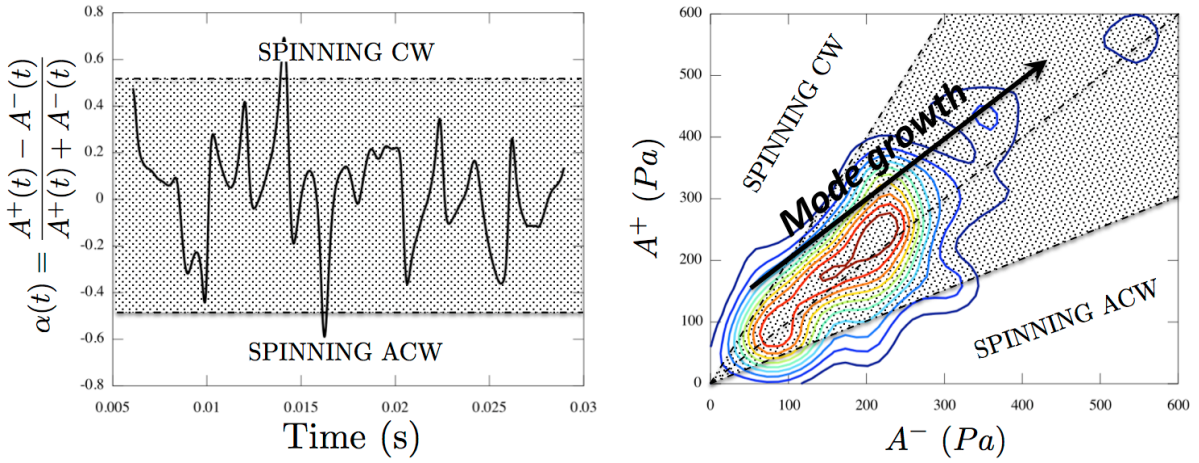 0.8
0.6
0.4
0.2
0
-0.2
-0.4
-0.6
-0.8
α(t) = A⁺(t) − A⁻(t) / A⁺(t) + A⁻(t)
SPINNING CW
SPINNING ACW
0.005 0.01 0.015 0.02 0.025 0.03
Time (s)
600
500
400
300
200
100
0
A⁺ (Pa)
SPINNING CW
Mode growth
SPINNING ACW
0 100 200 300 400 500 600
A⁻ (Pa)